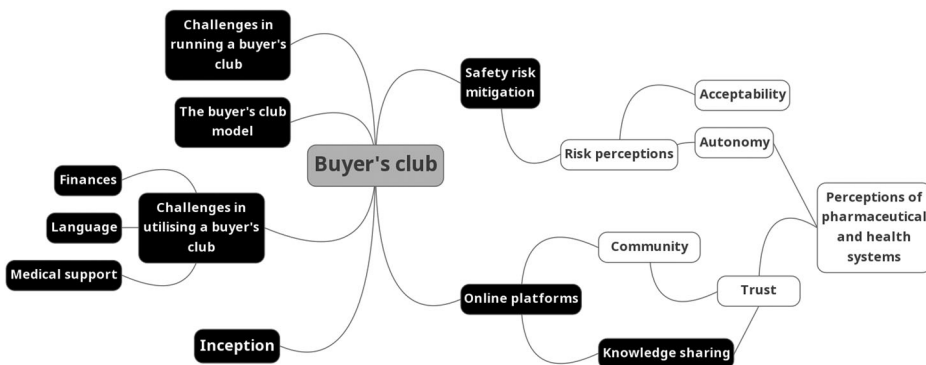 Challenges in
running a buyer's
club
The buyer's club
model
Finances
Language
Medical support
Challenges in
utilising a buyer's
club
Inception
Buyer's club
Safety risk
mitigation
Risk perceptions
Acceptability
Autonomy
Perceptions of
pharmaceutical
and health
systems
Community
Trust
Online platforms
Knowledge sharing